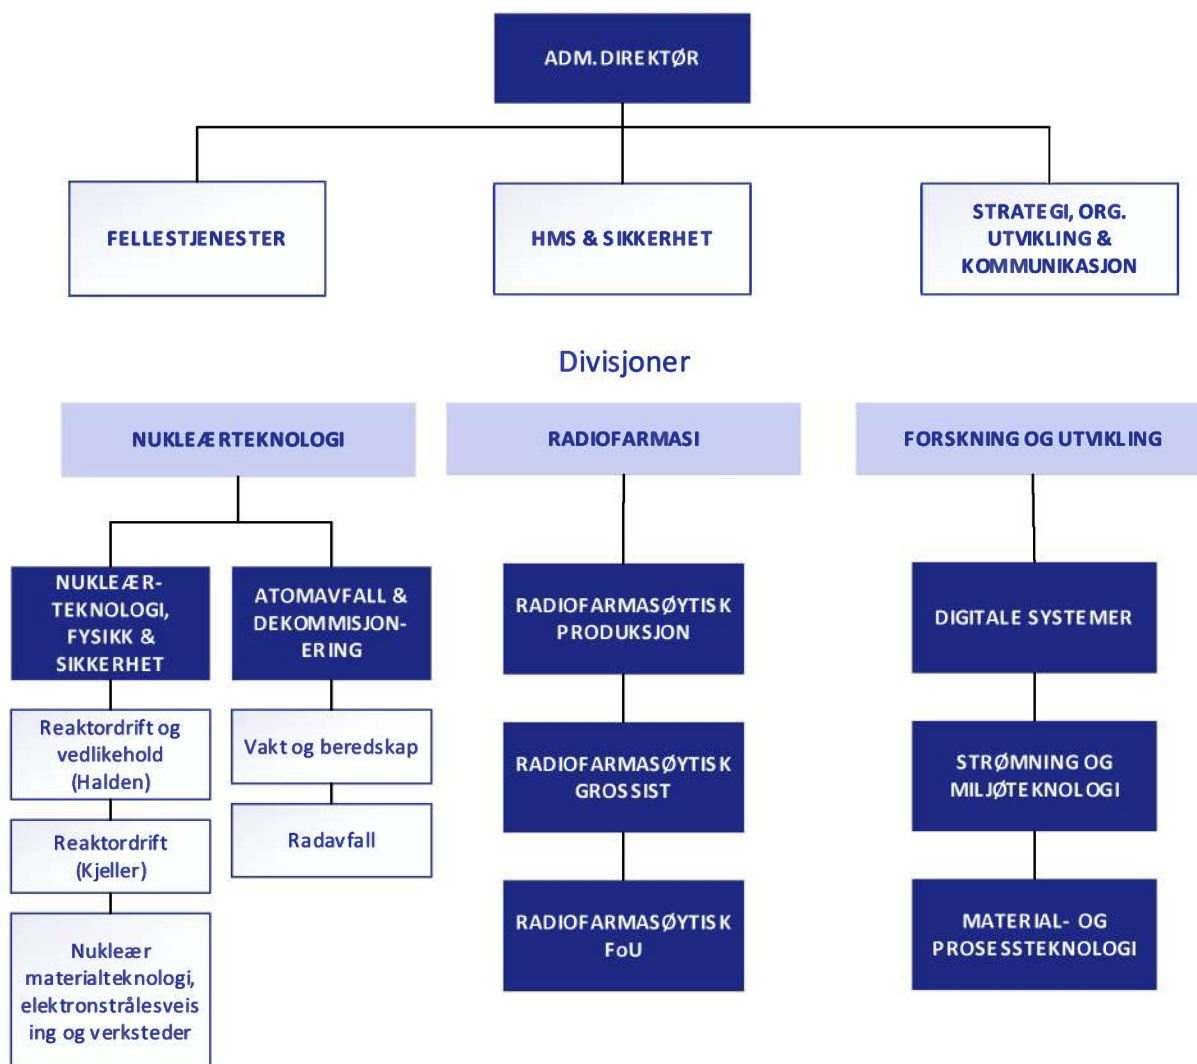 ADM. DIREKTØR
FELLESTJENESTER
HMS & SIKKERHET
STRATEGI, ORG.
UTVIKLING &
KOMMUNIKASJON
Divisjoner
NUKLEÆRTEKNOLOGI
RADIOFARMASI
FORSKNING OG UTVIKLING
NUKLEÆR-
TEKNOLOGI,
FYSIKK &
SIKKERHET
Reaktordrift og
vedlikehold
(Halden)
Reaktordrift
(Kjeller)
Nukleær
materialteknologi,
elektronstrålesveis
ing og verksteder
ATOMAVFALL &
DEKOMMISJON-
ERING
Vakt og beredskap
Radavfall
RADIOFARMASØYTISK
PRODUKSJON
RADIOFARMASØYTISK
GROSSIST
RADIOFARMASØYTISK
FoU
DIGITALE SYSTEMER
STRØMNING OG
MILJØTEKNOLOGI
MATERIAL- OG
PROSESSTEKNOLOGI